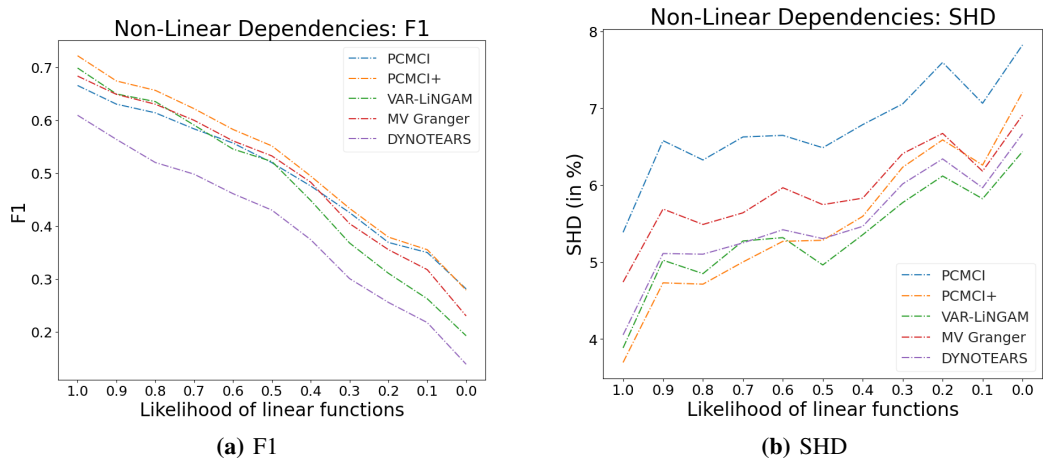 Non-Linear Dependencies: F1
F1
0.7
0.6
0.5
0.4
0.3
0.2
PCMCI
PCMCI+
VAR-LiNGAM
MV Granger
DYNOTEARS
1.0 0.9 0.8 0.7 0.6 0.5 0.4 0.3 0.2 0.1 0.0
Likelihood of linear functions
(a) F1
Non-Linear Dependencies: SHD
SHD (in %)
8
7
6
5
4
PCMCI
PCMCI+
VAR-LiNGAM
MV Granger
DYNOTEARS
1.0 0.9 0.8 0.7 0.6 0.5 0.4 0.3 0.2 0.1 0.0
Likelihood of linear functions
(b) SHD